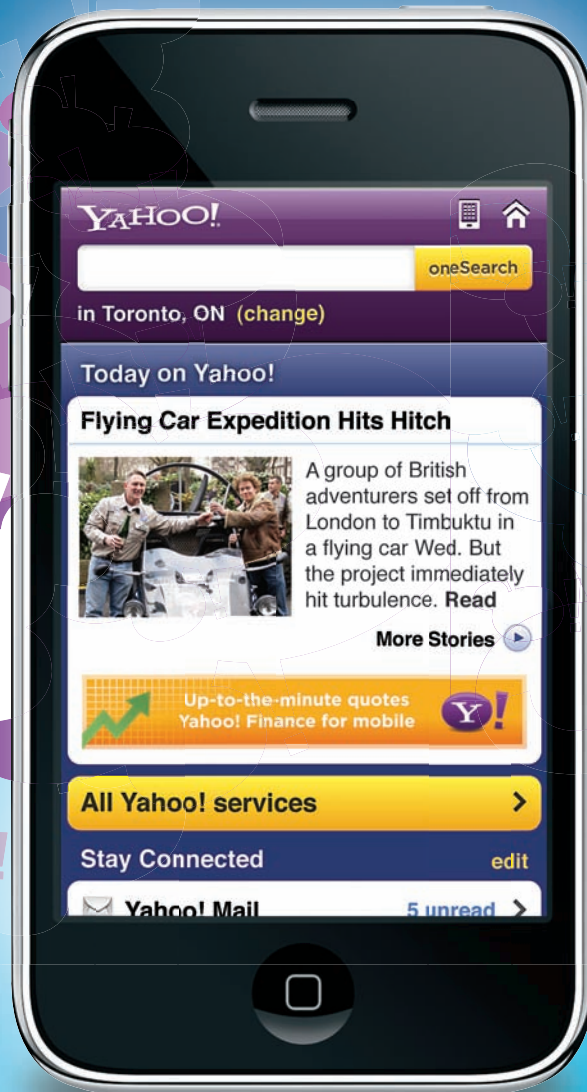 YAHOO!
oneSearch
in Toronto, ON (change)
Today on Yahoo!
Flying Car Expedition Hits Hitch
A group of British
adventurers set off from
London to Timbuktu in
a flying car Wed. But
the project immediately
hit turbulence. Read
More Stories
Up-to-the-minute quotes
Yahoo! Finance for mobile
Y!
All Yahoo! services
Stay Connected
edit
Yahoo! Mail
5 unread